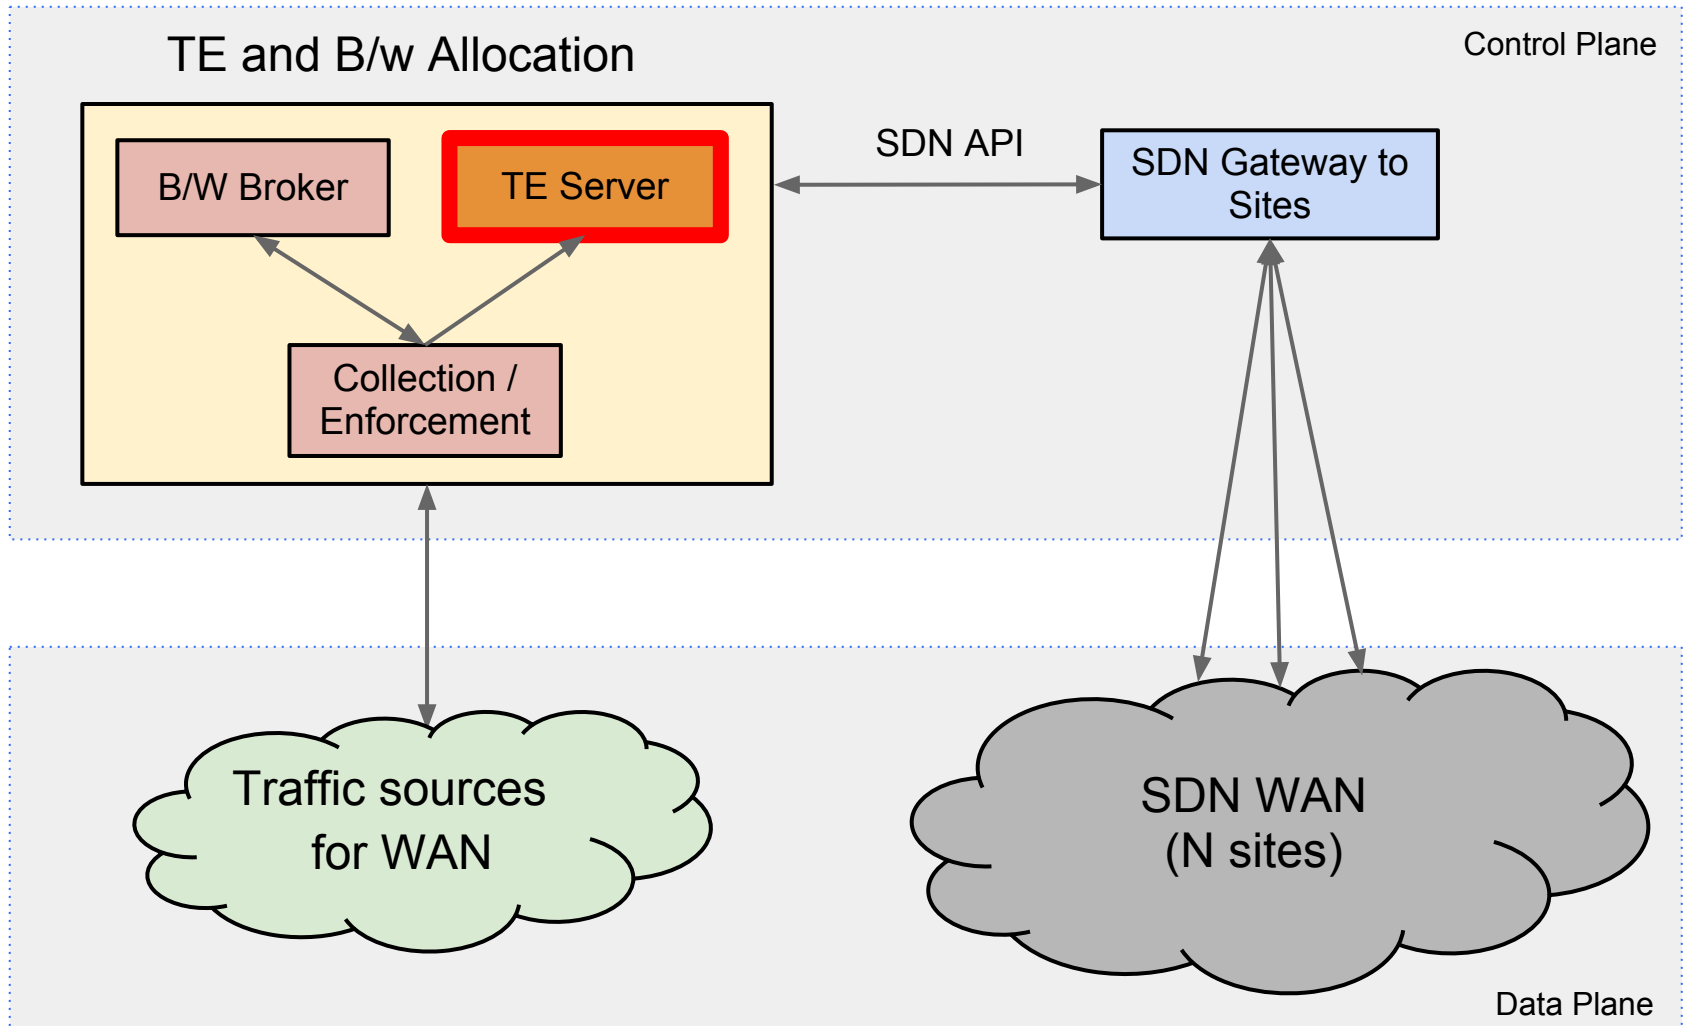 TE and B/w Allocation
Control Plane
B/W Broker
TE Server
SDN API
SDN Gateway to
Sites
Collection /
Enforcement
Traffic sources
for WAN
SDN WAN
(N sites)
Data Plane